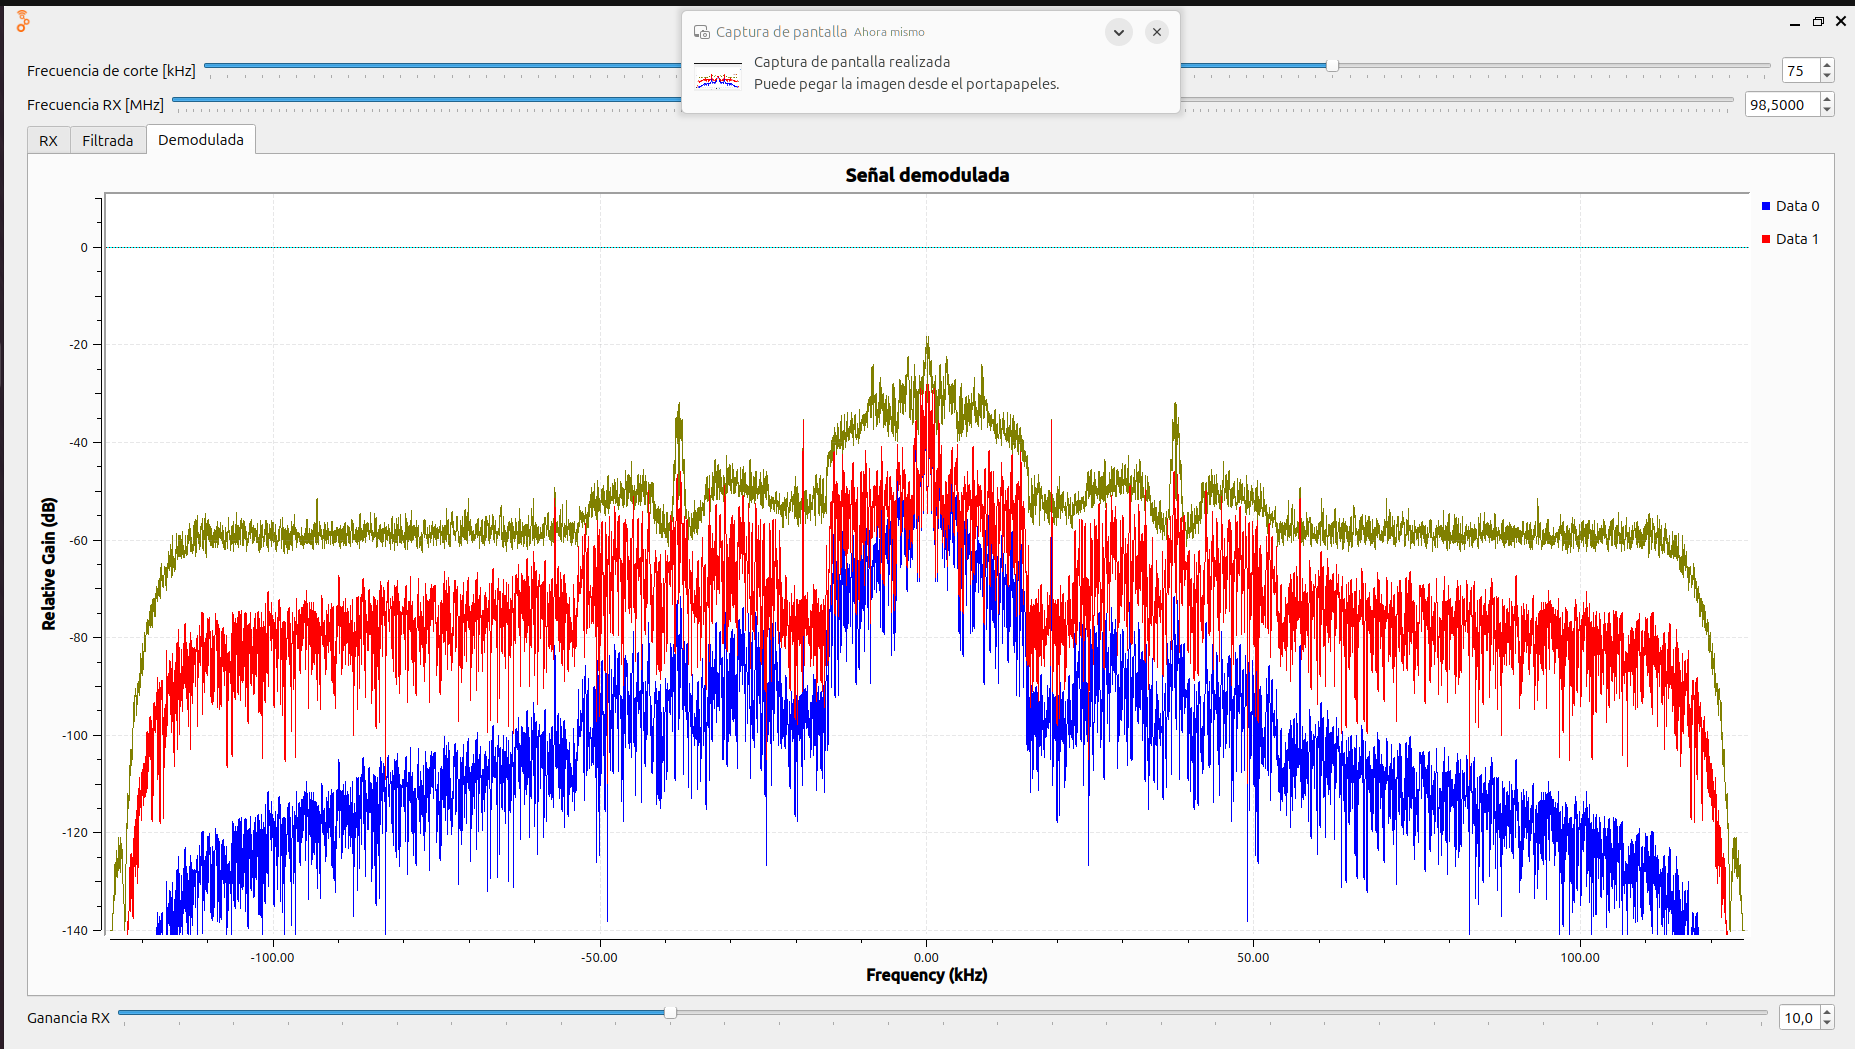 Captura de pantalla Ahora mismo
Captura de pantalla realizada
Puede pegar la imagen desde el portapapeles.
Frecuencia de corte [kHz]
75
Frecuencia RX [MHz]
98,5000
RX
Filtrada
Demodulada
Señal demodulada
Data 0
Data 1
Relative Gain (dB)
0
-20
-40
-60
-80
-100
-120
-140
-100.00
-50.00
0.00
50.00
100.00
Frequency (kHz)
Ganancia RX
10,0